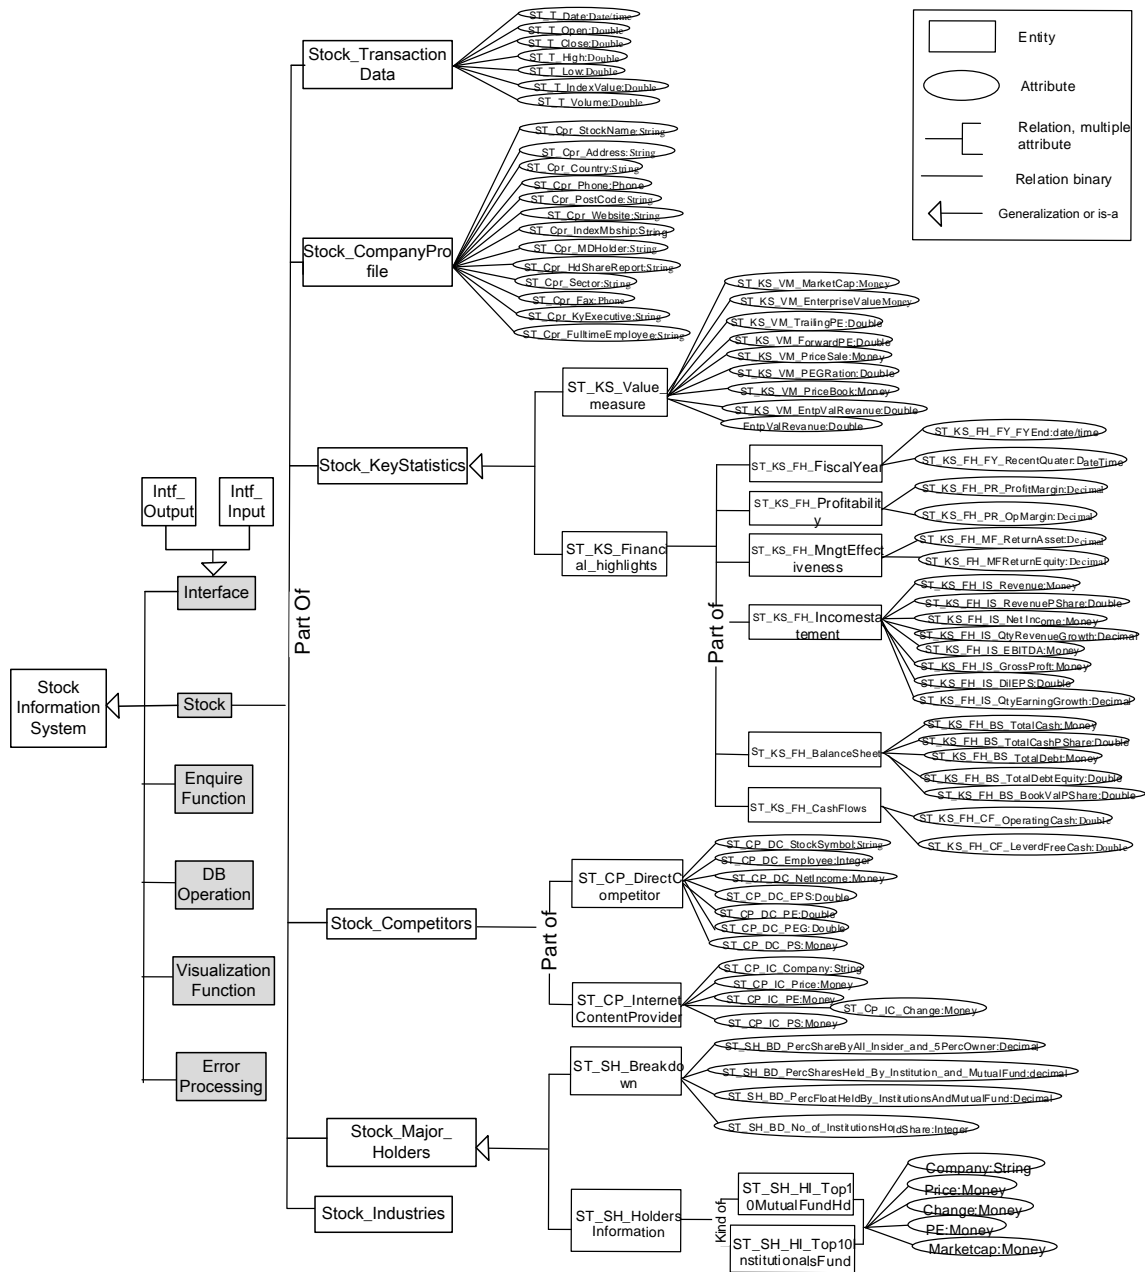 ST_T_Date:Date/time
ST_T_Open:Double
ST_T_Close:Double
ST_T_High:Double
ST_T_Low:Double
ST_T_IndexValue:Double
ST_T_Volume:Double
Stock_Transaction
Data
ST_Cpr_StockName:String
ST_Cpr_Address:String
ST_Cpr_Country:String
ST_Cpr_Phone:Phone
ST_Cpr_PostCode:String
ST_Cpr_Website:String
ST_Cpr_IndexMbship:String
ST_Cpr_MDHolder:String
ST_Cpr_HdShareReport:String
ST_Cpr_Sector:String
ST_Cpr_Fax:Phone
ST_Cpr_KyExecutive:String
ST_Cpr_FulltimeEmployee:String
Stock_CompanyPro
file
Entity
Attribute
Relation, multiple
attribute
Relation binary
Generalization or is-a
ST_KS_VM_MarketCap:Money
ST_KS_VM_EnterpriseValueMoney
ST_KS_VM_TrailingPE:Double
ST_KS_VM_ForwardPE:Double
ST_KS_VM_PriceSale:Money
ST_KS_VM_PEGRation:Double
ST_KS_VM_PriceBook:Money
ST_KS_VM_EntpValRevanue:Double
EntpValRevanue:Double
ST_KS_Value_
measure
Stock_KeyStatistics
ST_KS_Financi
al_highlights
Part of
ST_KS_FH_FiscalYear
ST_KS_FH_FY_FYEnd:date/time
ST_KS_FH_FY_RecentQuater:DateTime
ST_KS_FH_Profitabilit
y
ST_KS_FH_PR_ProfitMargin:Decimal
ST_KS_FH_PR_OpMargin:Decimal
ST_KS_FH_MngtEffect
iveness
ST_KS_FH_MF_ReturnAsset:Decimal
ST_KS_FH_MFReturnEquity:Decimal
ST_KS_FH_Incomesta
tement
ST_KS_FH_IS_Revenue:Money
ST_KS_FH_IS_RevenuePShare:Double
ST_KS_FH_IS_Net Income:Money
ST_KS_FH_IS_QtyRevenueGrowth:Decimal
ST_KS_FH_IS_EBITDA:Money
ST_KS_FH_IS_GrossProft:Money
ST_KS_FH_IS_DilEPS:Double
ST_KS_FH_IS_QtyEarningGrowth:Decimal
ST_KS_FH_BalanceSheet
ST_KS_FH_BS_TotalCash:Money
ST_KS_FH_BS_TotalCashPShare:Double
ST_KS_FH_BS_TotalDebt:Money
ST_KS_FH_BS_TotalDebtEquity:Double
ST_KS_FH_BS_BookValPShare:Double
ST_KS_FH_CashFlows
ST_KS_FH_CF_OperatingCash:Double
ST_KS_FH_CF_LeverdFreeCash:Double
Intf_
Output
Intf_
Input
Interface
Part Of
Stock
Information
System
Stock
Enquire
Function
DB
Operation
Visualization
Function
Error
Processing
Stock_Competitors
Part of
ST_CP_DirectC
ompetitor
ST_CP_DC_StockSymbol:String
ST_CP_DC_Employee:Integer
ST_CP_DC_NetIncome:Money
ST_CP_DC_EPS:Double
ST_CP_DC_PE:Double
ST_CP_DC_PEG:Double
ST_CP_DC_PS:Money
ST_CP_Internet
ContentProvider
ST_CP_IC_Company:String
ST_CP_IC_Price:Money
ST_CP_IC_PE:Money
ST_CP_IC_Change:Money
ST_CP_IC_PS:Money
Stock_Major_
Holders
ST_SH_Breakdo
wn
ST_SH_BD_PercShareByAll_Insider_and_5PercOwner:Decimal
ST_SH_BD_PercSharesHeld_By_Institution_and_MutualFund:decimal
ST_SH_BD_PercFloatHeldBy_InstitutionsAndMutualFund:Decimal
ST_SH_BD_No_of_InstitutionsHoldShare:Integer
ST_SH_Holders
Information
Kind of
ST_SH_HI_Top1
0MutualFundHd
ST_SH_HI_Top10I
nstitutionalsFund
Company:String
Price:Money
Change:Money
PE:Money
Marketcap:Money
Stock_Industries